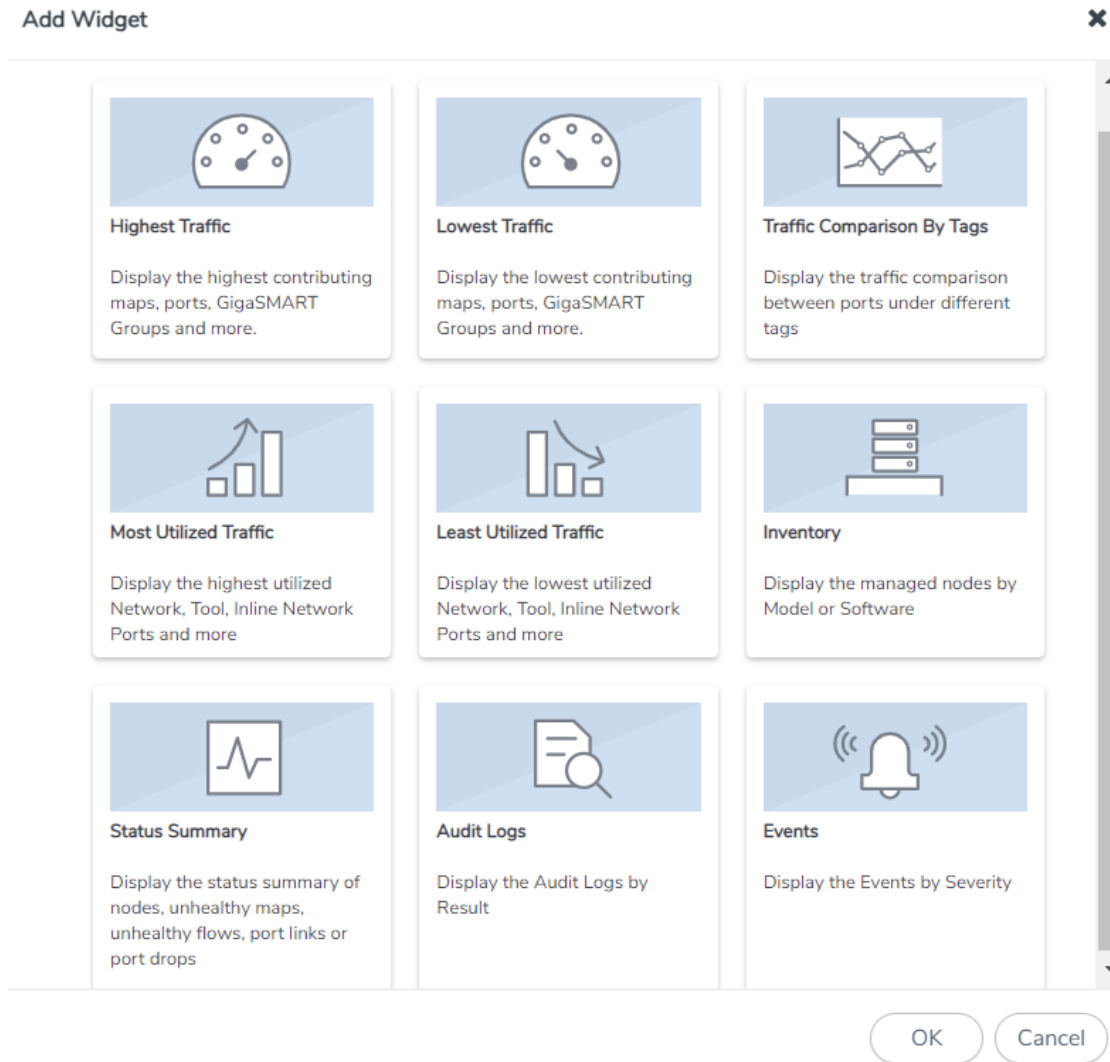 Add Widget
Highest Traffic
Display the highest contributing
maps, ports, GigaSMART
Groups and more.
Lowest Traffic
Display the lowest contributing
maps, ports, GigaSMART
Groups and more.
Traffic Comparison By Tags
Display the traffic comparison
between ports under different
tags
Most Utilized Traffic
Display the highest utilized
Network, Tool, Inline Network
Ports and more
Least Utilized Traffic
Display the lowest utilized
Network, Tool, Inline Network
Ports and more
Inventory
Display the managed nodes by
Model or Software
Status Summary
Display the status summary of
nodes, unhealthy maps,
unhealthy flows, port links or
port drops
Audit Logs
Display the Audit Logs by
Result
Events
Display the Events by Severity
OK
Cancel